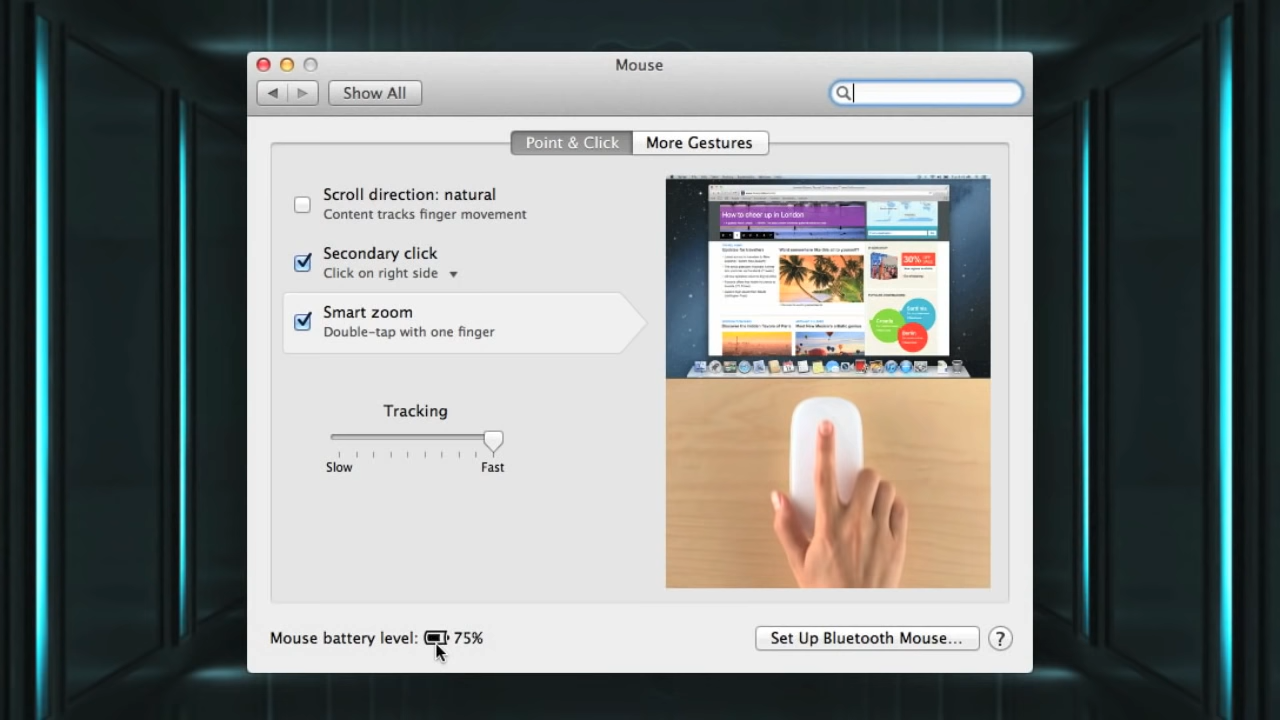 Mouse
Show All
Point & Click
More Gestures
Scroll direction: natural
Content tracks finger movement
Secondary click
Click on right side
Smart zoom
Double-tap with one finger
Tracking
Slow
Fast
How to cheer up in London
30%
Mouse battery level: 75%
Set Up Bluetooth Mouse...
?